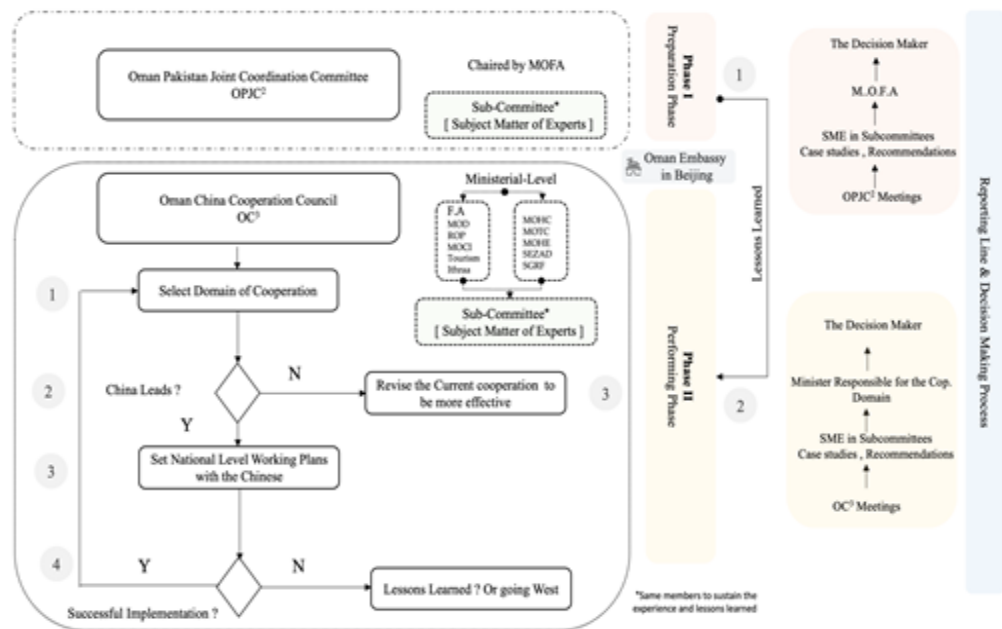 Oman Pakistan Joint Coordination Committee
OPJC²
Chaired by MOFA
Sub-Committee*
[ Subject Matter of Experts ]
Phase I
Preparation Phase
1
Oman Embassy
in Beijing
Lessons Learned
The Decision Maker
M..O.F.A
SME in Subcommittees
Case studies , Recommendations
OPJC² Meetings
Reporting Line & Decision Making Process
Oman China Cooperation Council
OC³
Ministerial-Level
F.A
MOD
ROP
MOCI
Tourism
Ithraa
MOHC
MOTC
MOHE
SEZAD
SGRF
Sub-Committee*
[ Subject Matter of Experts ]
1
Select Domain of Cooperation
2
China Leads ?
N
Revise the Current cooperation to
be more effective
3
Y
3
Set National Level Working Plans
with the Chinese
4
Y
N
Successful Implementation ?
Lessons Learned ? Or going West
Phase II
Performing Phase
2
The Decision Maker
Minister Responsible for the Cop.
Domain
SME in Subcommittees
Case studies , Recommendations
OC³ Meetings
*Same members to sustain the
experience and lessons learned